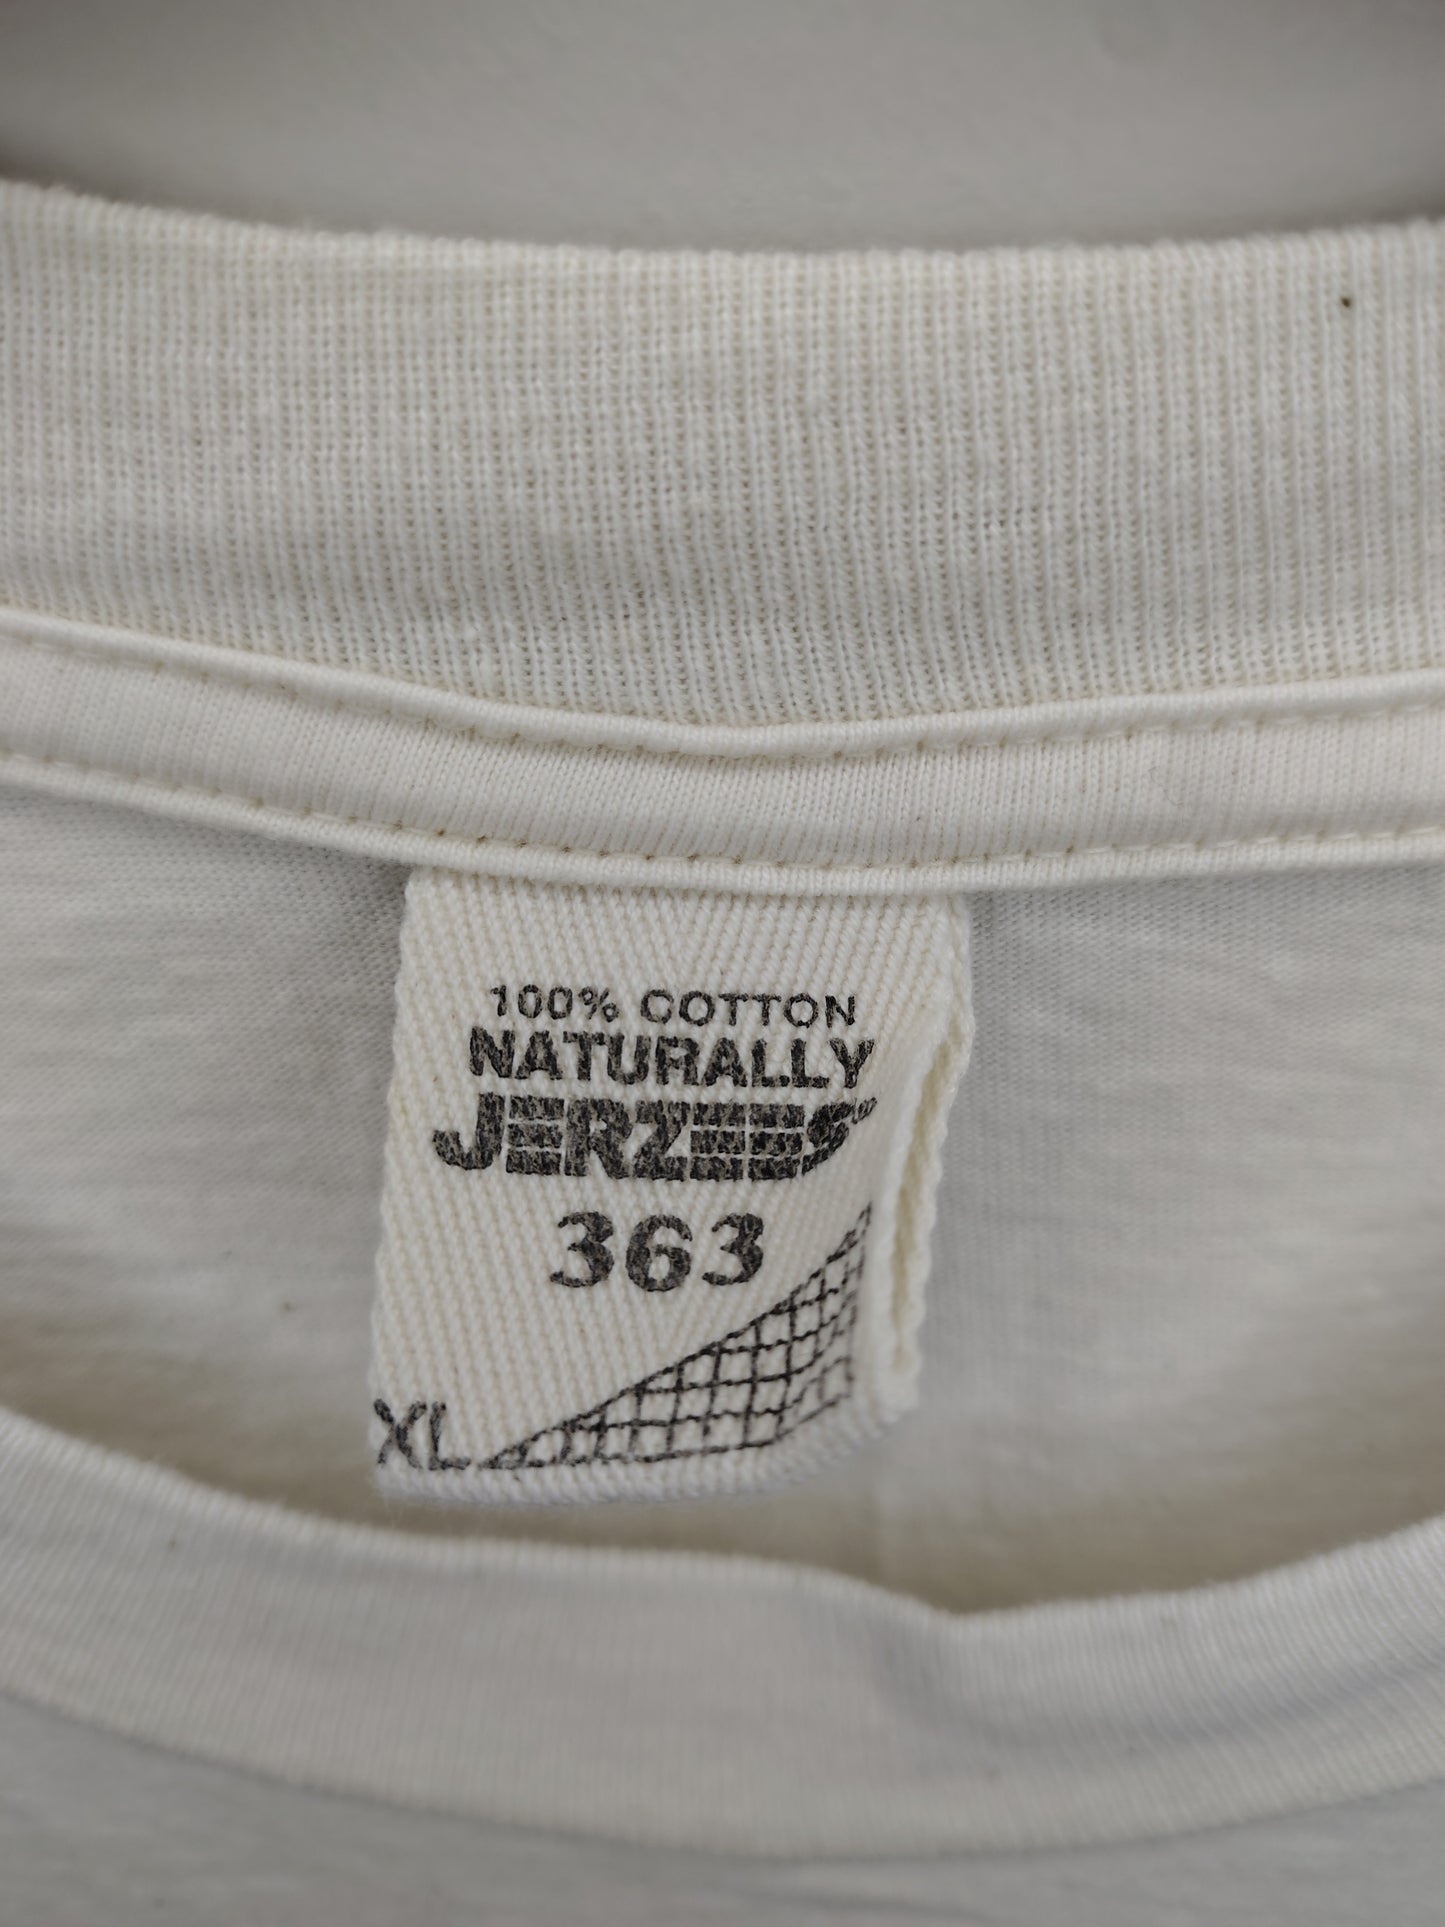 100% COTTON
NATURALLY
JERZEES
363
XL